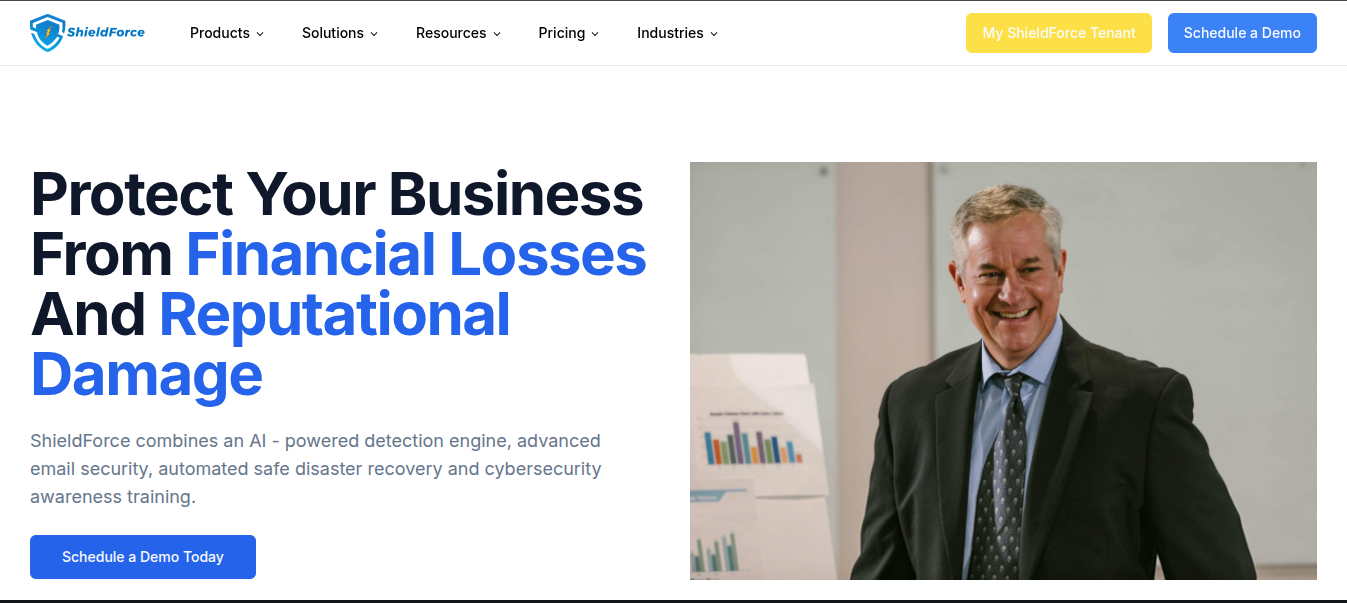 ShieldForce
Products
Solutions
Resources
Pricing
Industries
My ShieldForce Tenant
Schedule a Demo
Protect Your Business
From Financial Losses
And Reputational
Damage
ShieldForce combines an AI - powered detection engine, advanced
email security, automated safe disaster recovery and cybersecurity
awareness training.
Schedule a Demo Today